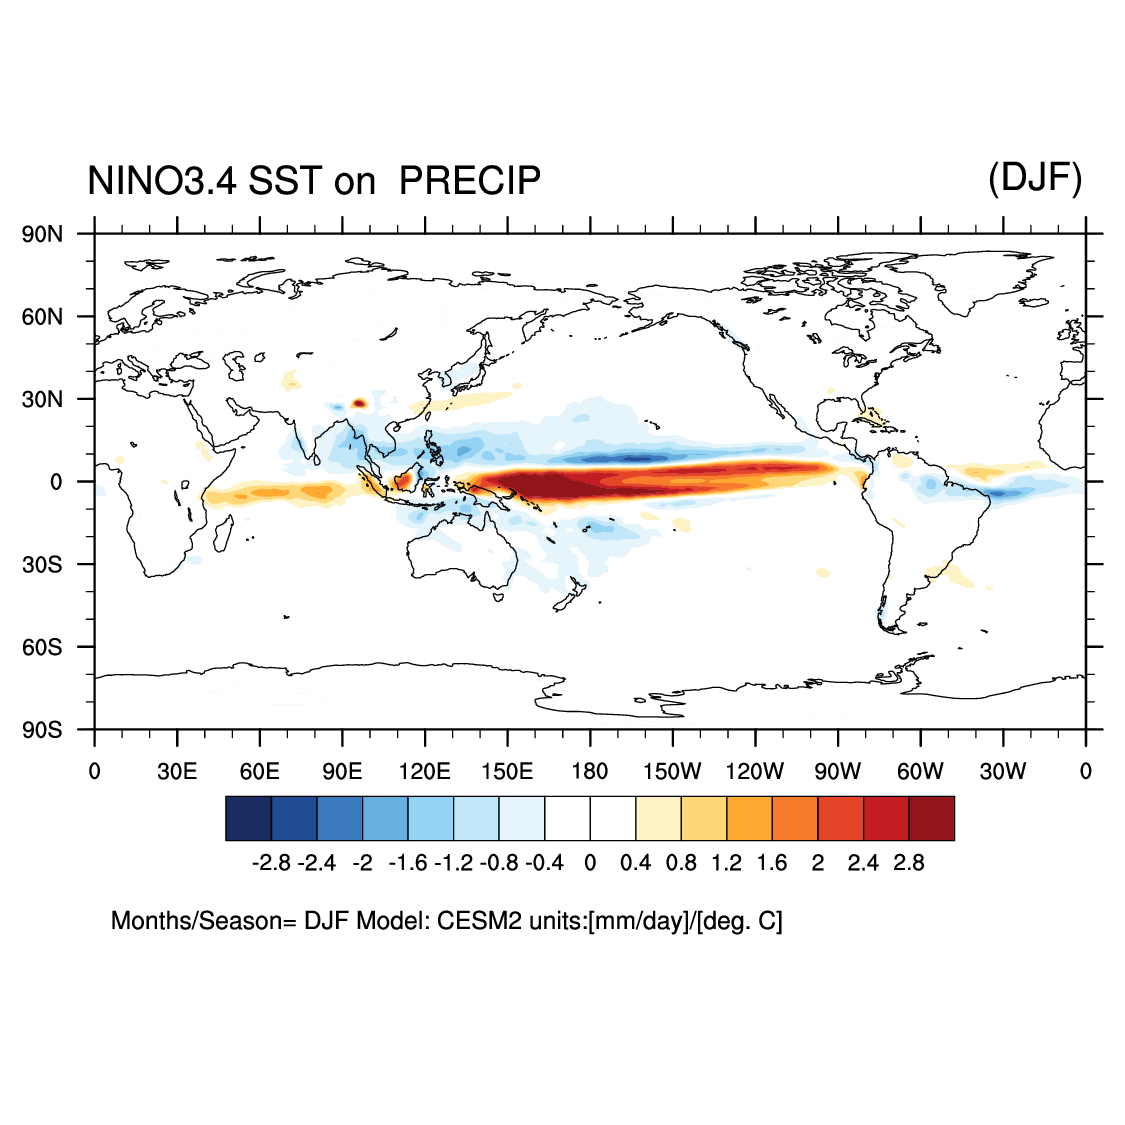 NINO3.4 SST on  PRECIP
(DJF)
90N
60N
30N
0
30S
60S
90S
0 30E 60E 90E 120E 150E 180 150W 120W 90W 60W 30W 0
-2.8 -2.4 -2 -1.6 -1.2 -0.8 -0.4 0 0.4 0.8 1.2 1.6 2 2.4 2.8
Months/Season= DJF Model: CESM2 units:[mm/day]/[deg. C]